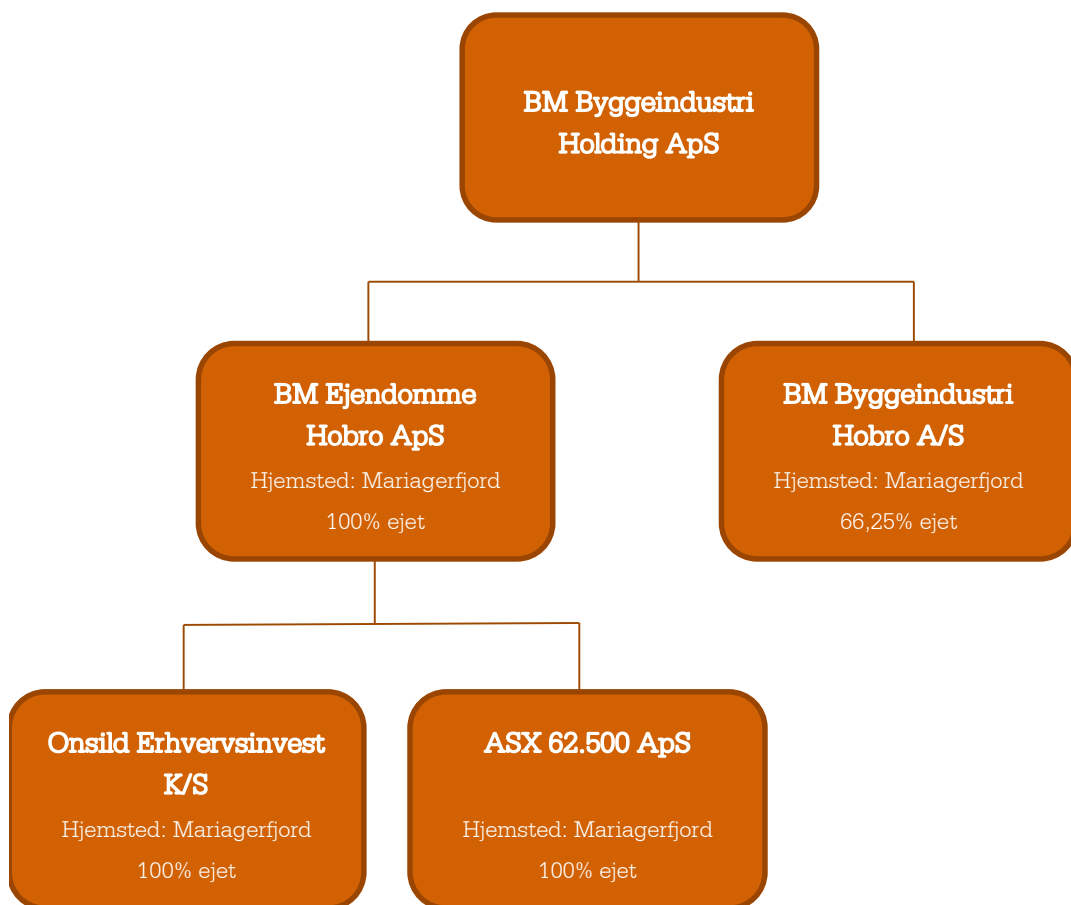 BM Byggeindustri
Holding ApS
BM Ejendomme
Hobro ApS
Hjemsted: Mariagerfjord
100% ejet
BM Byggeindustri
Hobro A/S
Hjemsted: Mariagerfjord
66,25% ejet
Onsild Erhvervsinvest
K/S
Hjemsted: Mariagerfjord
100% ejet
ASX 62.500 ApS
Hjemsted: Mariagerfjord
100% ejet